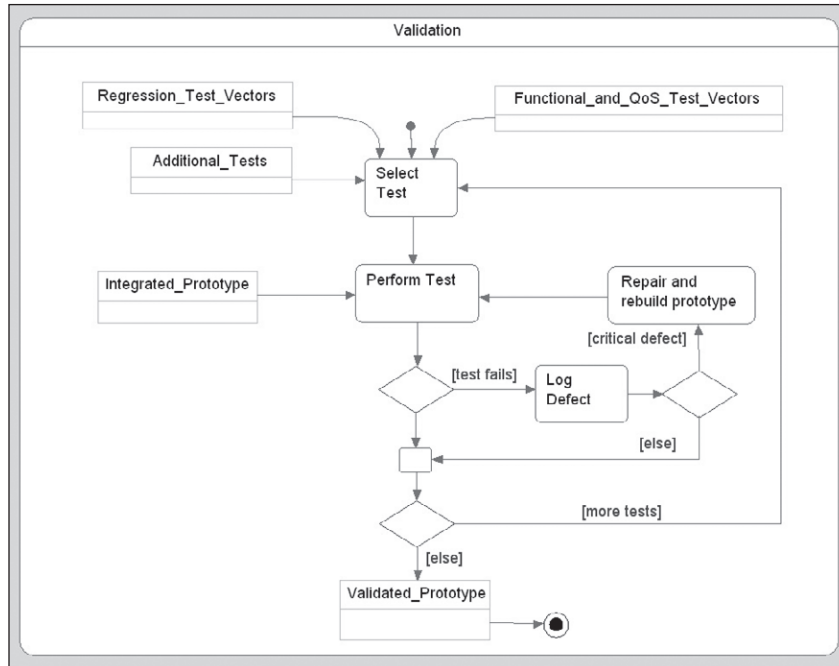 Validation
Regression_Test_Vectors
Functional_and_QoS_Test_Vectors
Additional_Tests
Select
Test
Integrated_Prototype
Perform Test
Repair and
rebuild prototype
[critical defect]
[test fails]
Log
Defect
[else]
[more tests]
[else]
Validated_Prototype